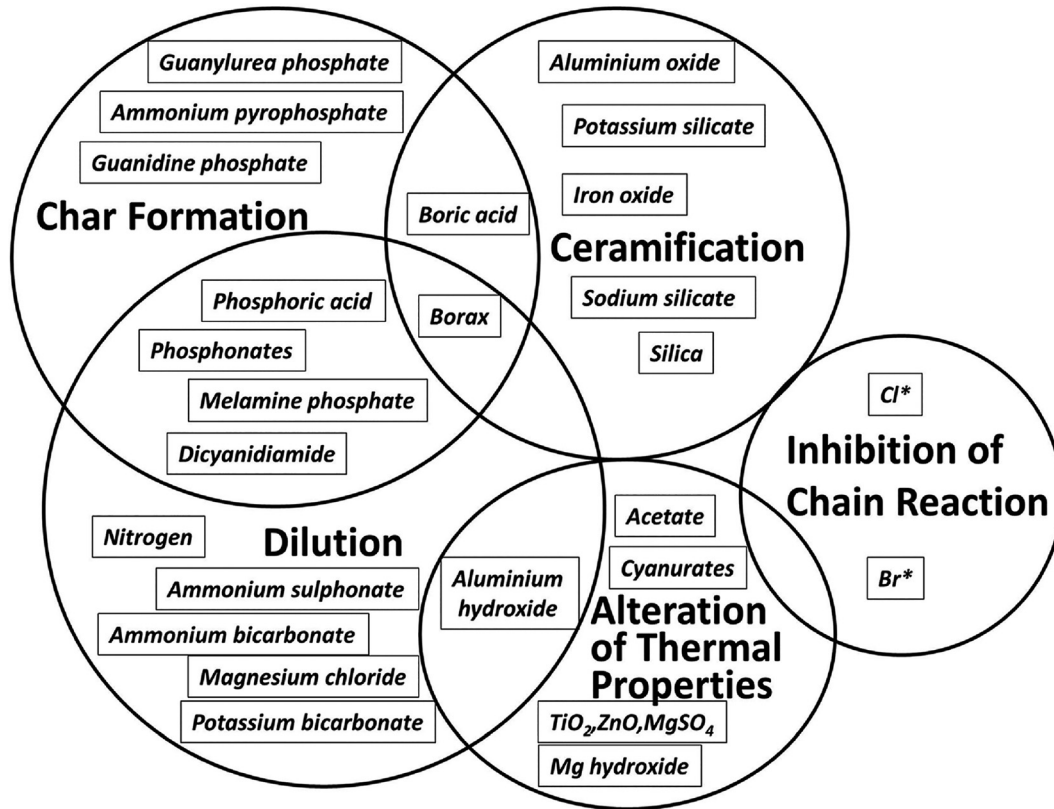 Guanylurea phosphate
Ammonium pyrophosphate
Guanidine phosphate
Char Formation
Boric acid
Aluminium oxide
Potassium silicate
Iron oxide
Ceramification
Sodium silicate
Silica
Phosphoric acid
Borax
Phosphonates
Melamine phosphate
Dicyanidiamide
Cl*
Inhibition of
Chain Reaction
Br*
Nitrogen
Dilution
Ammonium sulphonate
Ammonium bicarbonate
Magnesium chloride
Potassium bicarbonate
Aluminium
hydroxide
Acetate
Cyanurates
Alteration
of Thermal
Properties
TiO₂,ZnO,MgSO₄
Mg hydroxide